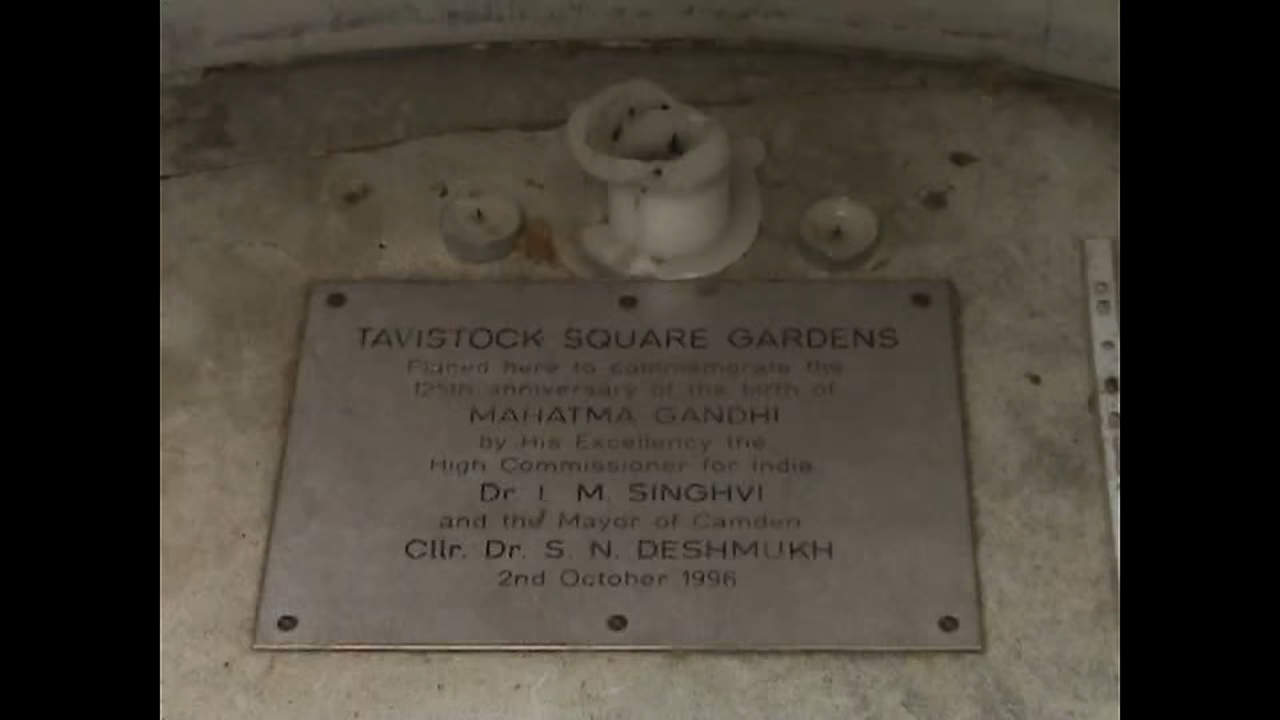 TAVISTOCK SQUARE GARDENS
Planed here to commemorate the
125th anniversary of the birth of
MAHATMA GANDHI
by His Excellency the
High Commissioner for India
Dr L M. SINGHVI
and the Mayor of Camden
Cllr. Dr. S. N. DESHMUKH
2nd October 1996